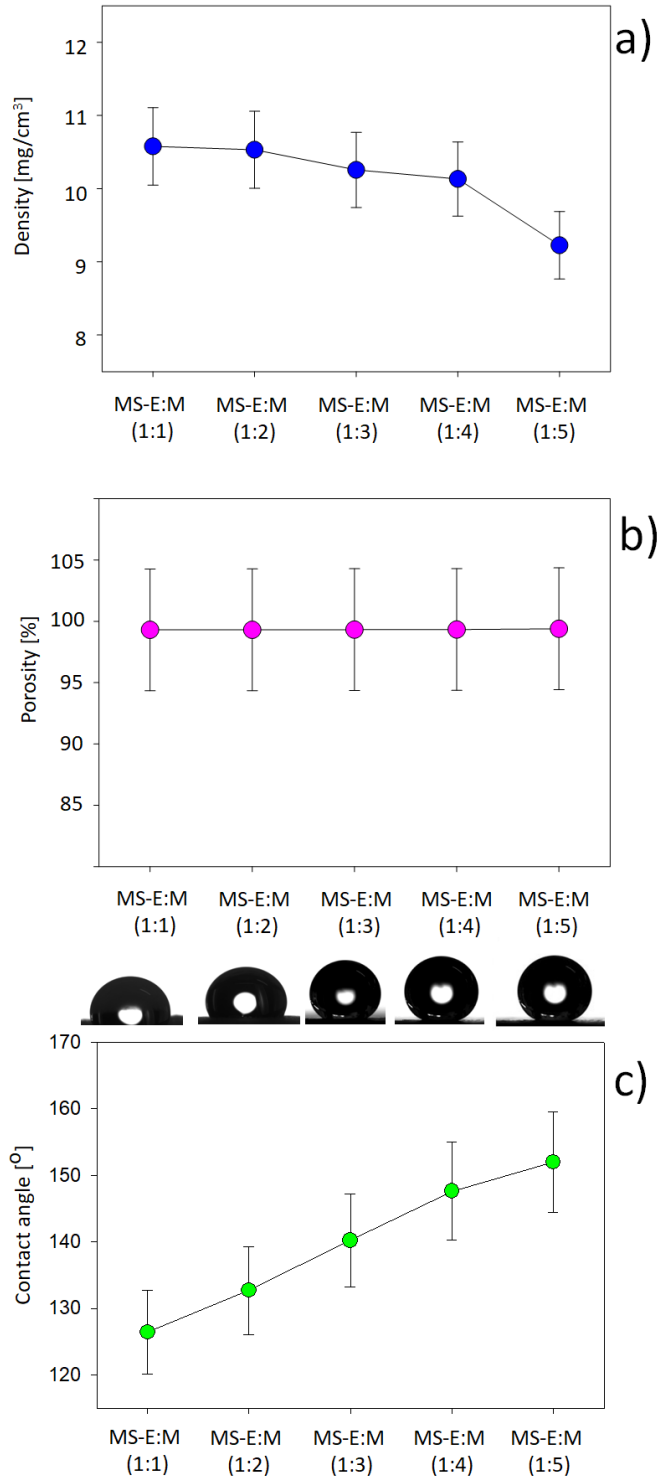 a)
12
11
10
9
8
Density [mg/cm³]
MS-E:M MS-E:M MS-E:M MS-E:M MS-E:M
(1:1) (1:2) (1:3) (1:4) (1:5)
b)
105
100
95
90
85
Porosity [%]
MS-E:M MS-E:M MS-E:M MS-E:M MS-E:M
(1:1) (1:2) (1:3) (1:4) (1:5)
c)
170
160
150
140
130
120
Contact angle [O]
MS-E:M MS-E:M MS-E:M MS-E:M MS-E:M
(1:1) (1:2) (1:3) (1:4) (1:5)